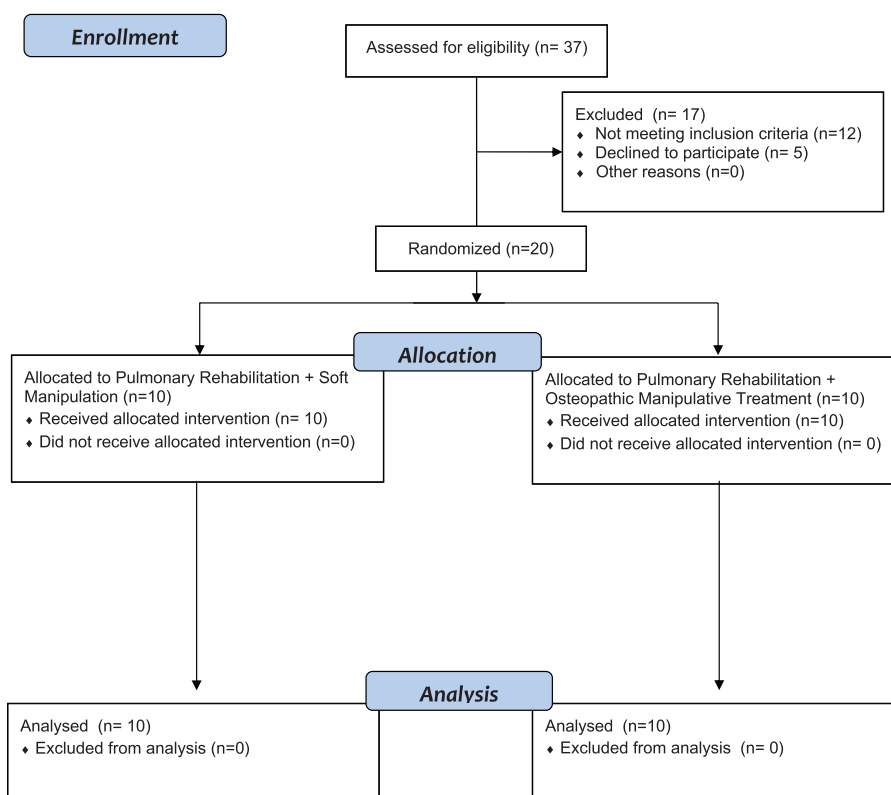 Enrollment
Assessed for eligibility (n= 37)
Excluded (n= 17)
♦ Not meeting inclusion criteria (n=12)
♦ Declined to participate (n= 5)
♦ Other reasons (n=0)
Randomized (n=20)
Allocation
Allocated to Pulmonary Rehabilitation + Soft
Manipulation (n=10)
♦ Received allocated intervention (n= 10)
♦ Did not receive allocated intervention (n=0)
Allocated to Pulmonary Rehabilitation +
Osteopathic Manipulative Treatment (n=10)
♦ Received allocated intervention (n=10)
♦ Did not receive allocated intervention (n= 0)
Analysis
Analysed (n= 10)
♦ Excluded from analysis (n=0)
Analysed (n=10)
♦ Excluded from analysis (n= 0)